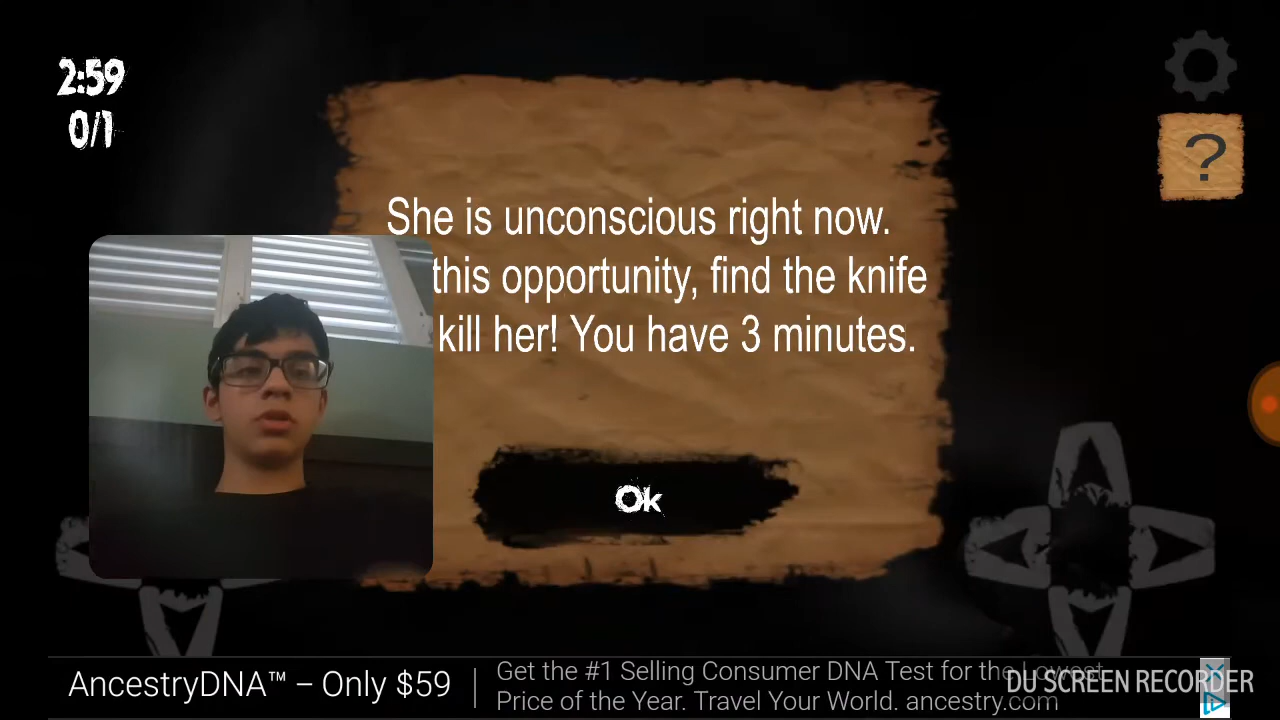 2:59
0/1
?
She is unconscious right now.
this opportunity, find the knife
kill her! You have 3 minutes.
Ok
AncestryDNA™ – Only $59
Get the #1 Selling Consumer DNA Test for the Lowest
Price of the Year. Travel Your World. ancestry.com
DU SCREEN RECORDER